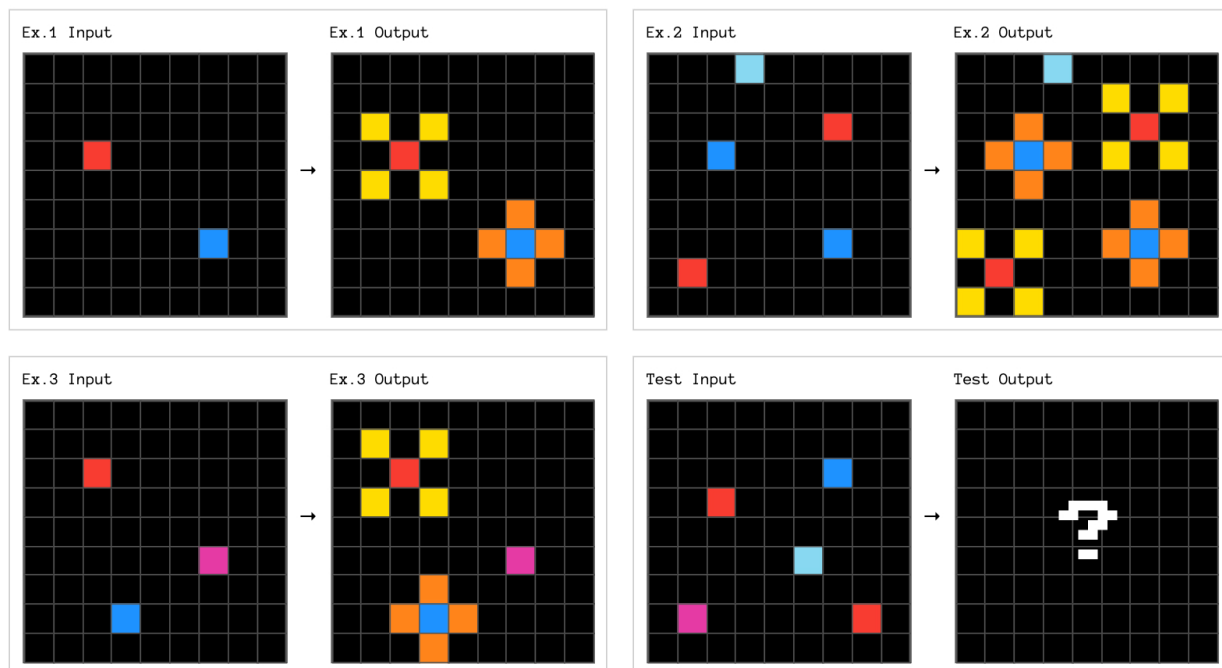 Ex.1 Input
Ex.1 Output
Ex.2 Input
Ex.2 Output
→
→
Ex.3 Input
Ex.3 Output
Test Input
Test Output
→
→
?